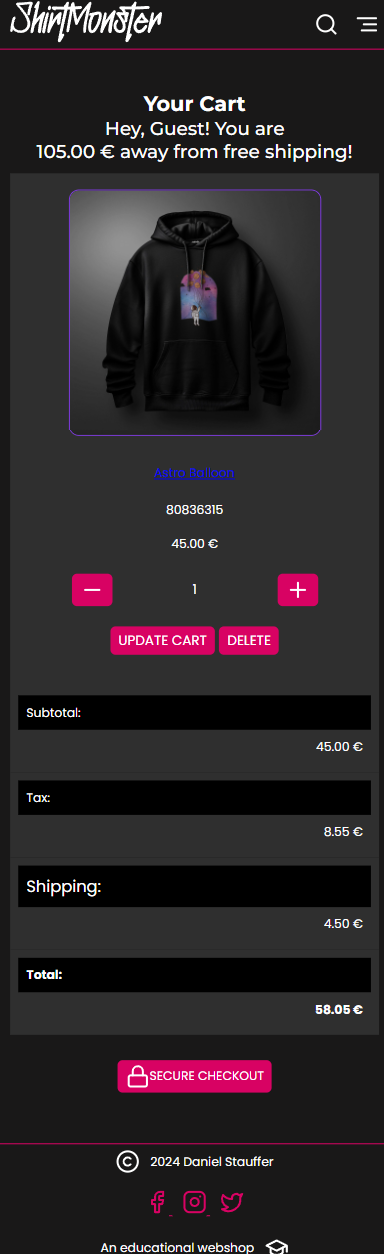 ShirtMonster
Your Cart
Hey, Guest! You are
105.00 € away from free shipping!
Astro Balloon
80836315
45.00 €
1
UPDATE CART DELETE
Subtotal:
45.00 €
Tax:
8.55 €
Shipping:
4.50 €
Total:
58.05 €
SECURE CHECKOUT
© 2024 Daniel Stauffer
An educational webshop